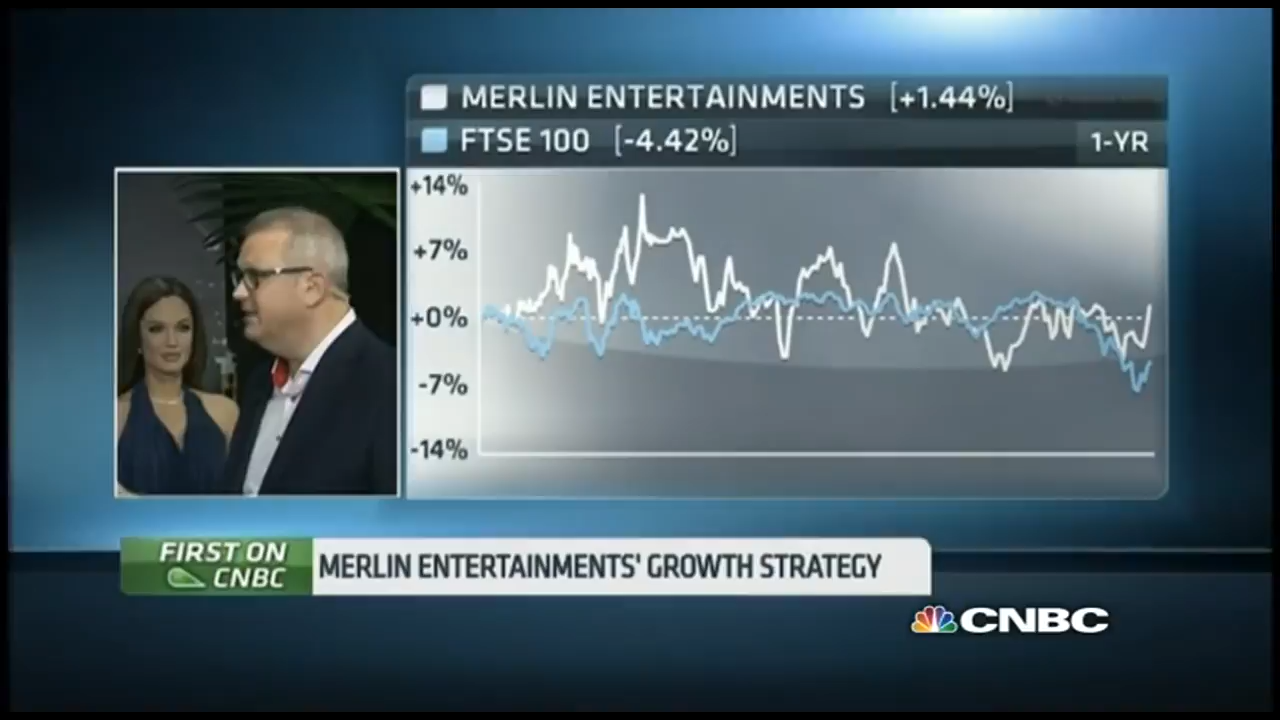 MERLIN ENTERTAINMENTS [+1.44%]
FTSE 100 [-4.42%] 1-YR
+14%
+7%
+0%
-7%
-14%
FIRST ON
CNBC
MERLIN ENTERTAINMENTS' GROWTH STRATEGY
CNBC